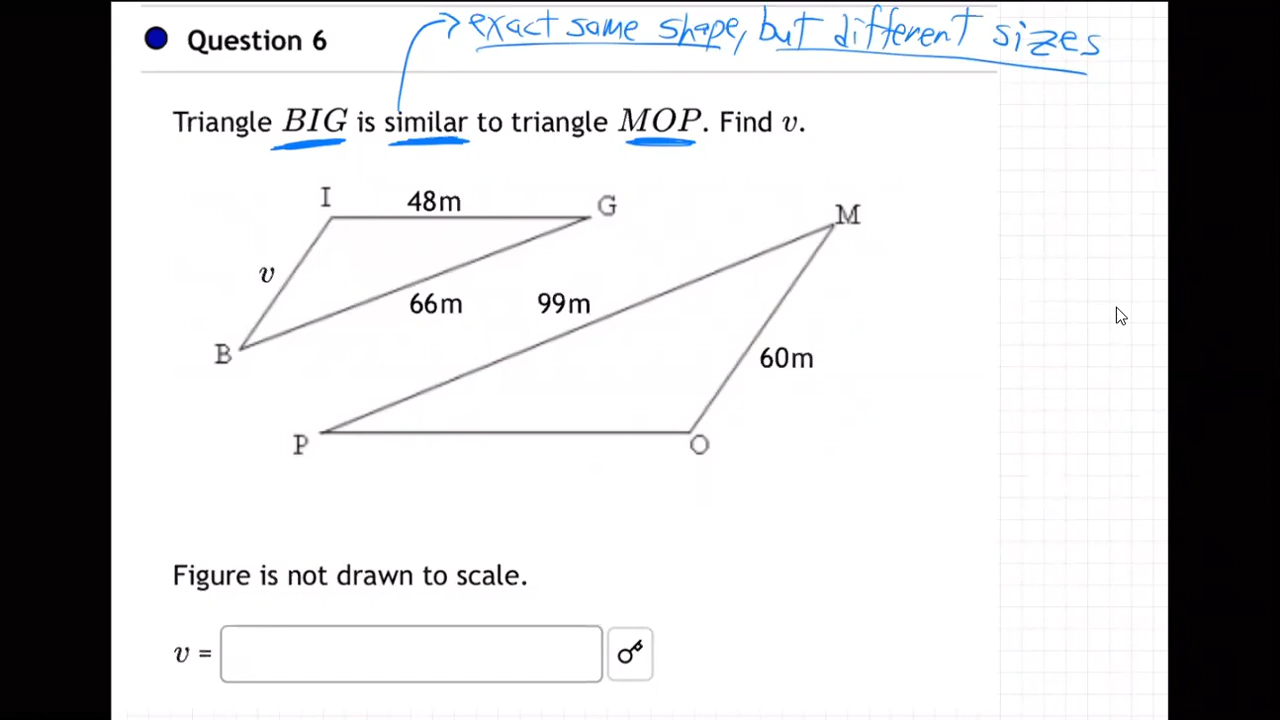 exact same shape, but different sizes
Question 6
Triangle BIG is similar to triangle MOP. Find v.
I
48m
G
M
v
66m
99m
B
60m
P
O
Figure is not drawn to scale.
v =